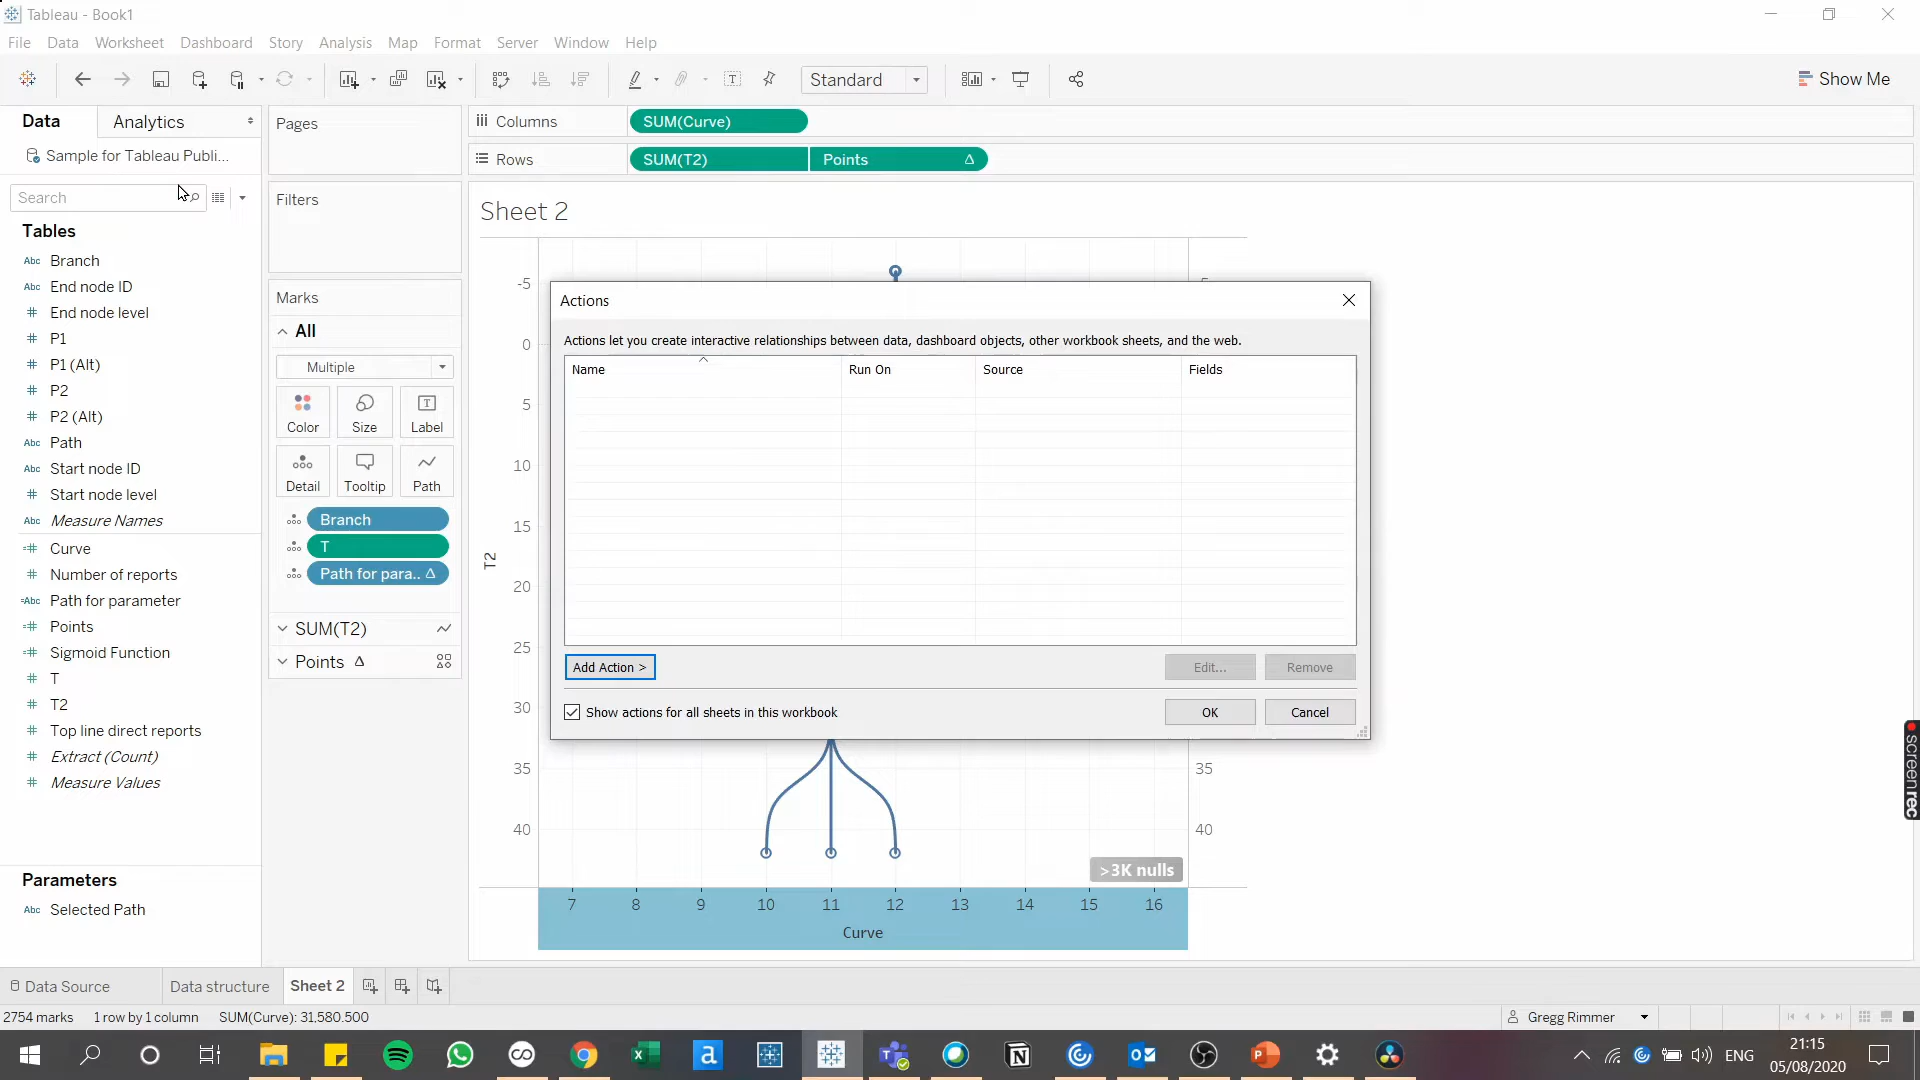 Tableau - Book1
File Data Worksheet Dashboard Story Analysis Map Format Server Window Help
Standard
Show Me
Data Analytics
Sample for Tableau Publi...
Search
Tables
Abc Branch
Abc End node ID
# End node level
# P1
# P1 (Alt)
# P2
# P2 (Alt)
Abc Path
Abc Start node ID
# Start node level
Abc Measure Names
=# Curve
# Number of reports
=Abc Path for parameter
=# Points
=# Sigmoid Function
# T
# T2
# Top line direct reports
# Extract (Count)
# Measure Values
Parameters
Abc Selected Path
Pages
Filters
Marks
All
Multiple
Color Size Label
Detail Tooltip Path
Branch
T
Path for para.. Δ
SUM(T2)
Points Δ
Columns SUM(Curve)
Rows SUM(T2) Points Δ
Sheet 2
-5
0
5
10
15
20
25
30
35
40
T2
35
40
>3K nulls
7 8 9 10 11 12 13 14 15 16
Curve
Actions
Actions let you create interactive relationships between data, dashboard objects, other workbook sheets, and the web.
Name Run On Source Fields
Add Action > Edit... Remove
Show actions for all sheets in this workbook OK Cancel
screenrec
Data Source Data structure Sheet 2
2754 marks 1 row by 1 column SUM(Curve): 31,580.500 Gregg Rimmer
ENG
21:15
05/08/2020